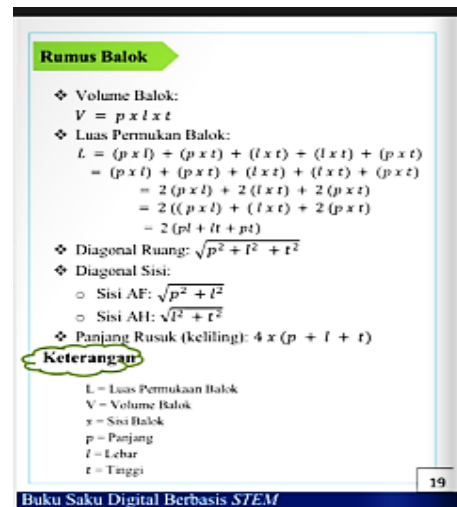 Rumus Balok
❖ Volume Balok:
V = p x l x t
❖ Luas Permukan Balok:
L = (p x l) + (p x t) + (l x t) + (l x t) + (p x t)
= (p x l) + (p x t) + (l x t) + (l x t) + (p x t)
= 2 (p x l) + 2 (l x t) + 2 (p x t)
= 2 (( p x l) + ( l x t) + 2 (p x t)
= 2 (pl + lt + pt)
❖ Diagonal Ruang: √p² + l² + t²
❖ Diagonal Sisi:
○ Sisi AF: √p² + l²
○ Sisi AH: √l² + t²
❖ Panjang Rusuk (keliling): 4 x (p + l + t)
Keterangan
L = Luas Permukaan Balok
V = Volume Balok
s = Sisi Balok
p = Panjang
l = Lebar
t = Tinggi
19
Buku Saku Digital Berbasis STEM